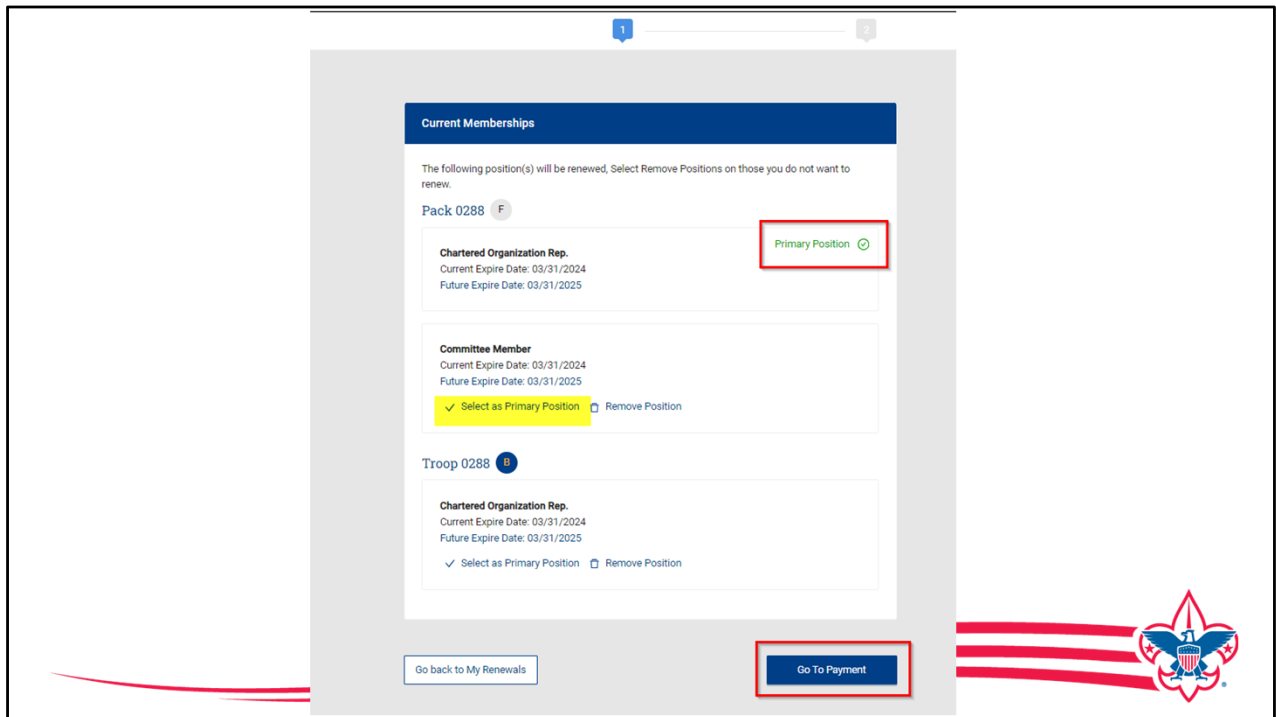 1
2
Current Memberships
The following position(s) will be renewed, Select Remove Positions on those you do not want to
renew.
Pack 0288 F
Primary Position
Chartered Organization Rep.
Current Expire Date: 03/31/2024
Future Expire Date: 03/31/2025
Committee Member
Current Expire Date: 03/31/2024
Future Expire Date: 03/31/2025
Select as Primary Position Remove Position
Troop 0288 B
Chartered Organization Rep.
Current Expire Date: 03/31/2024
Future Expire Date: 03/31/2025
Select as Primary Position Remove Position
Go back to My Renewals Go To Payment